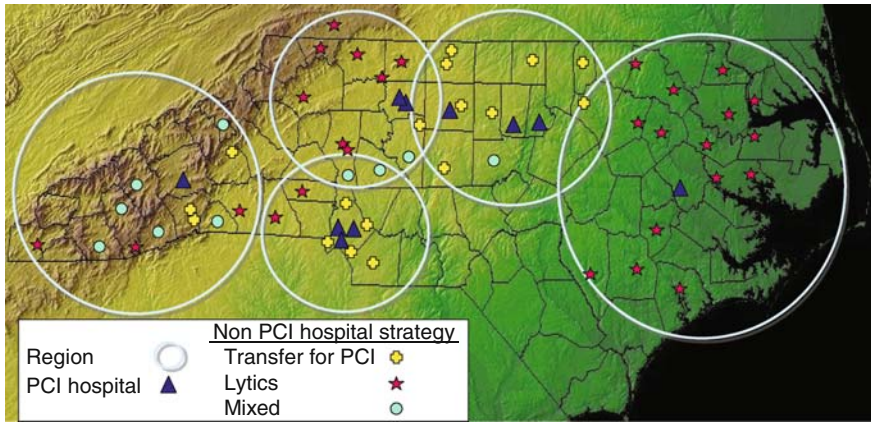 Non PCI hospital strategy
Region
Transfer for PCI
PCI hospital
Lytics
Mixed